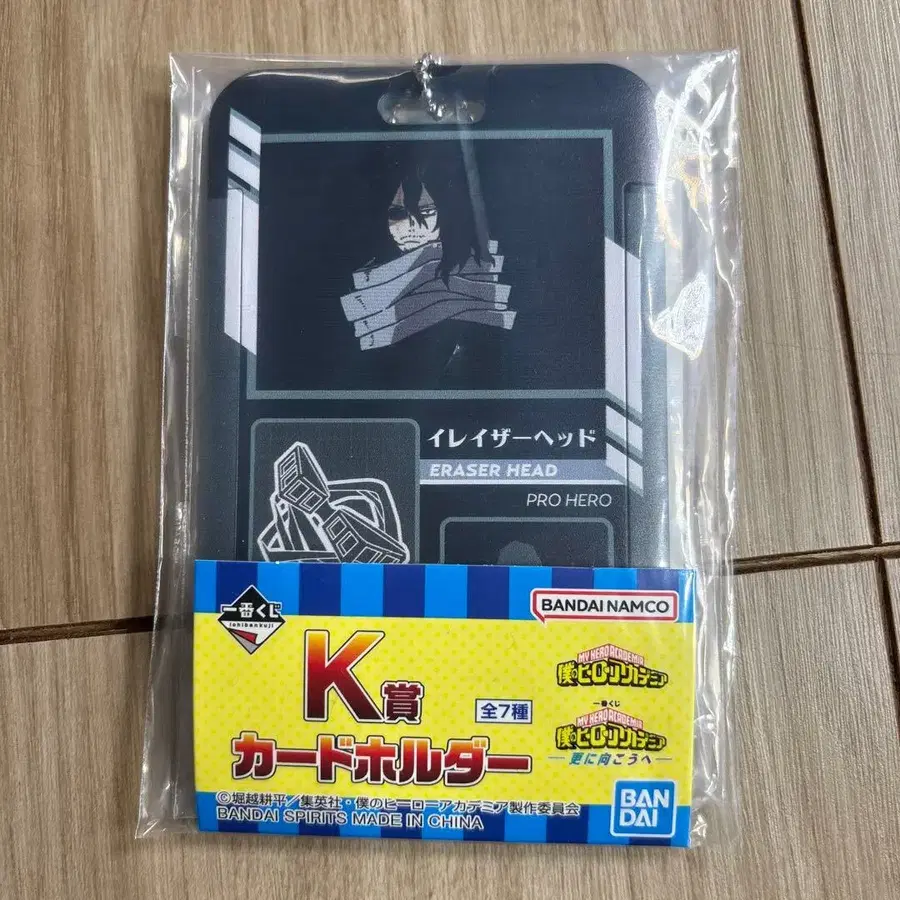 イレイザーヘッド
ERASER HEAD
PRO HERO
一番くじ
ichibankuji
BANDAI NAMCO
K賞
全7種
カードホルダー
MY HERO ACADEMIA
僕のヒーローアカデミア
一番くじ
MY HERO ACADEMIA
僕のヒーローアカデミア
－更に向こうへ－
©堀越耕平／集英社・僕のヒーローアカデミア製作委員会
BANDAI SPIRITS MADE IN CHINA
BAN
DAI